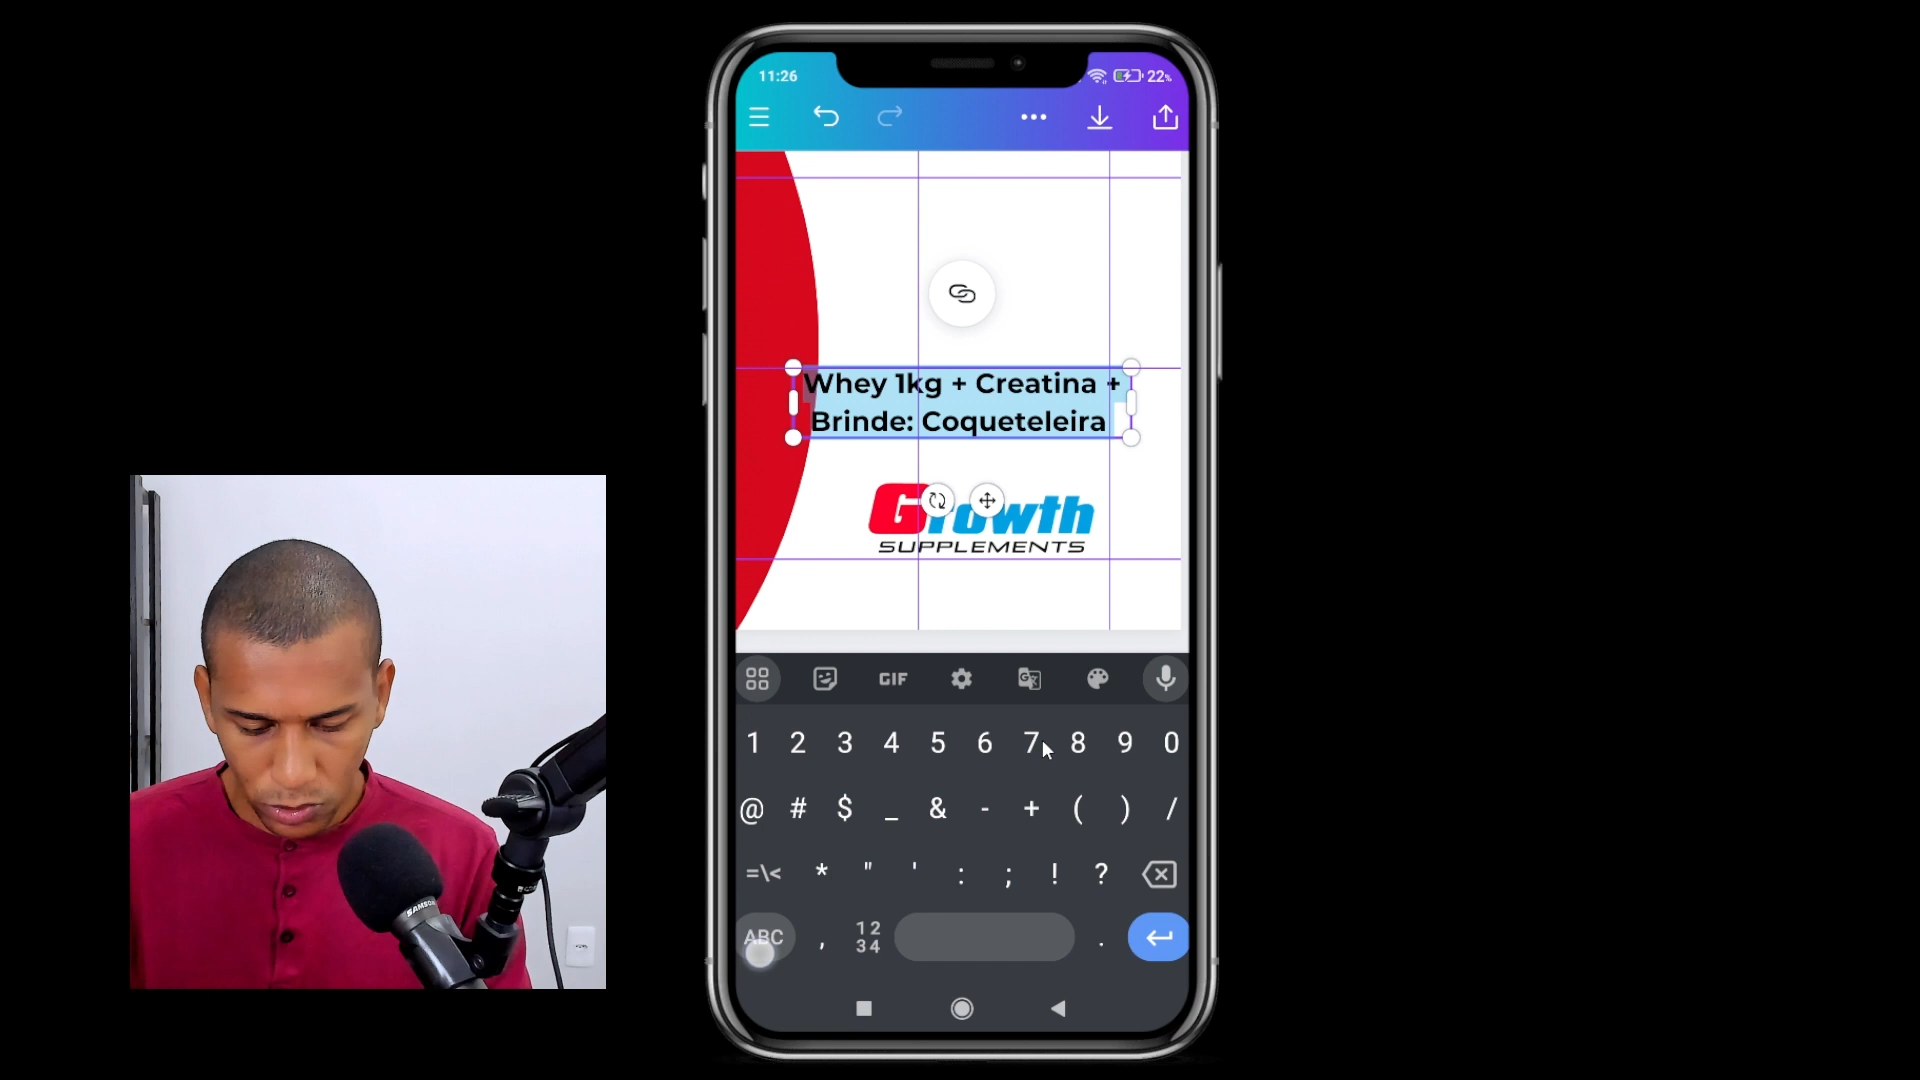 11:26
22%
Whey 1kg + Creatina +
Brinde: Coqueteleira
Growth
SUPPLEMENTS
GIF
1 2 3 4 5 6 7 8 9 0
@ # $ _ & - + ( ) /
=\< * " ' : ; ! ?
ABC , 12 34 .
SAMSON